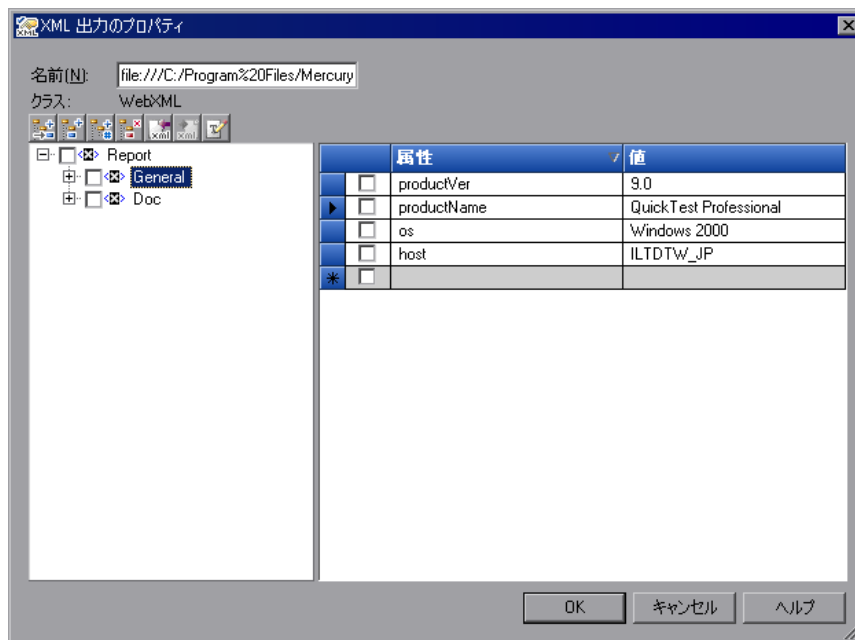 XML 出力のプロパティ
名前(N): file:///C:/Program%20Files/Mercury
クラス: WebXML
Report
General
Doc
属性 値
productVer 9.0
productName QuickTest Professional
os Windows 2000
host ILTDTW_JP
OK キャンセル ヘルプ